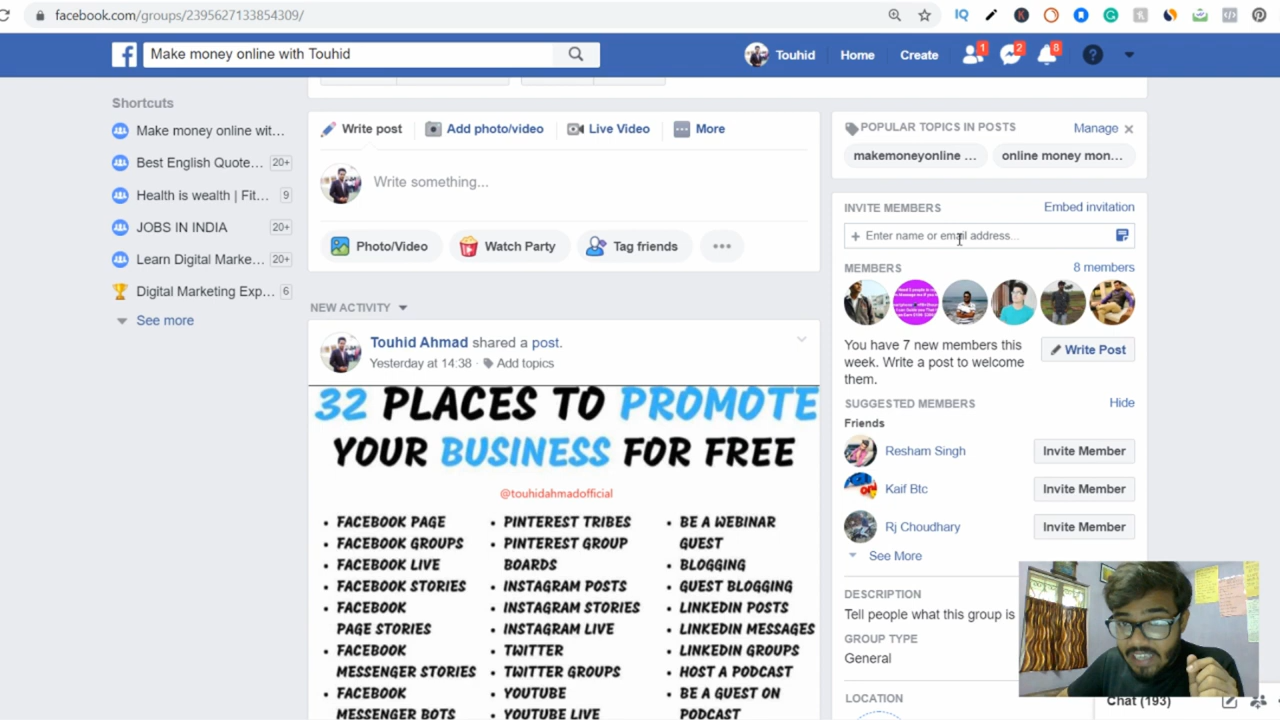 facebook.com/groups/2395627133854309/
IQ
Make money online with Touhid
Touhid Home Create 1 2 8
Shortcuts
Make money online wit...
Best English Quote... 20+
Health is wealth | Fit... 9
JOBS IN INDIA 20+
Learn Digital Marke... 20+
Digital Marketing Exp... 6
See more
Write post Add photo/video Live Video More
Write something...
Photo/Video Watch Party Tag friends
NEW ACTIVITY
Touhid Ahmad shared a post.
Yesterday at 14:38 · Add topics
32 PLACES TO PROMOTE
YOUR BUSINESS FOR FREE
@touhidahmadofficial
• FACEBOOK PAGE
• FACEBOOK GROUPS
• FACEBOOK LIVE
• FACEBOOK STORIES
• FACEBOOK
PAGE STORIES
• FACEBOOK
MESSENGER STORIES
• FACEBOOK
MESSENGER BOTS
• PINTEREST TRIBES
• PINTEREST GROUP
BOARDS
• INSTAGRAM POSTS
• INSTAGRAM STORIES
• INSTAGRAM LIVE
• TWITTER
• TWITTER GROUPS
• YOUTUBE
• YOUTUBE LIVE
• BE A WEBINAR
GUEST
• BLOGGING
• GUEST BLOGGING
• LINKEDIN POSTS
• LINKEDIN MESSAGES
• LINKEDIN GROUPS
• HOST A PODCAST
• BE A GUEST ON
PODCAST
POPULAR TOPICS IN POSTS Manage
makemoneyonline ... online money mon...
INVITE MEMBERS Embed invitation
+ Enter name or email address...
MEMBERS 8 members
You have 7 new members this
week. Write a post to welcome
them.
Write Post
SUGGESTED MEMBERS Hide
Friends
Resham Singh Invite Member
Kaif Btc Invite Member
Rj Choudhary Invite Member
See More
DESCRIPTION
Tell people what this group is
GROUP TYPE
General
LOCATION
Chat (193)